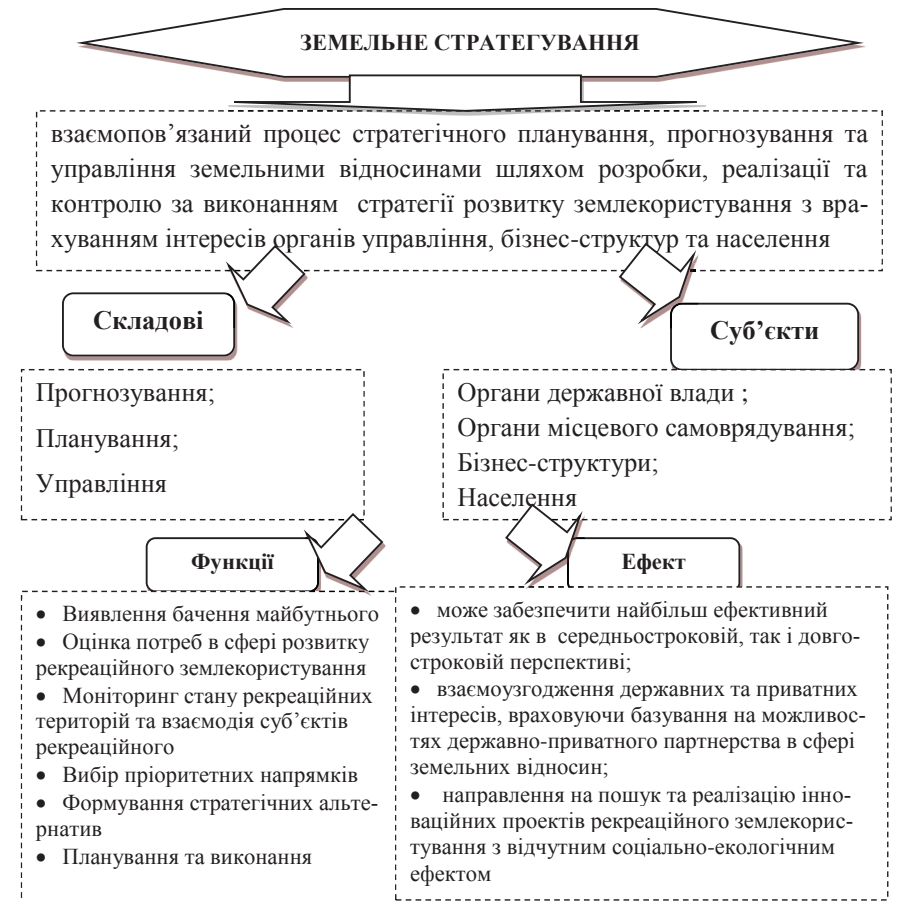 ЗЕМЕЛЬНЕ СТРАТЕГУВАННЯ
взаємопов’язаний процес стратегічного планування, прогнозування та
управління земельними відносинами шляхом розробки, реалізації та
контролю за виконанням стратегії розвитку землекористування з вра-
хуванням інтересів органів управління, бізнес-структур та населення
Складові
Прогнозування;
Планування;
Управління
Суб’єкти
Органи державної влади ;
Органи місцевого самоврядування;
Бізнес-структури;
Населення
Функції
• Виявлення бачення майбутнього
• Оцінка потреб в сфері розвитку
рекреаційного землекористування
• Моніторинг стану рекреаційних
територій та взаємодія суб’єктів
рекреаційного
• Вибір пріоритетних напрямків
• Формування стратегічних альте-
рнатив
• Планування та виконання
Ефект
• може забезпечити найбільш ефективний
результат як в середньостроковій, так і довго-
строковій перспективі;
• взаємоузгодження державних та приватних
інтересів, враховуючи базування на можливос-
тях державно-приватного партнерства в сфері
земельних відносин;
• направлення на пошук та реалізацію інно-
ваційних проектів рекреаційного землекорис-
тування з відчутним соціально-екологічним
ефектом